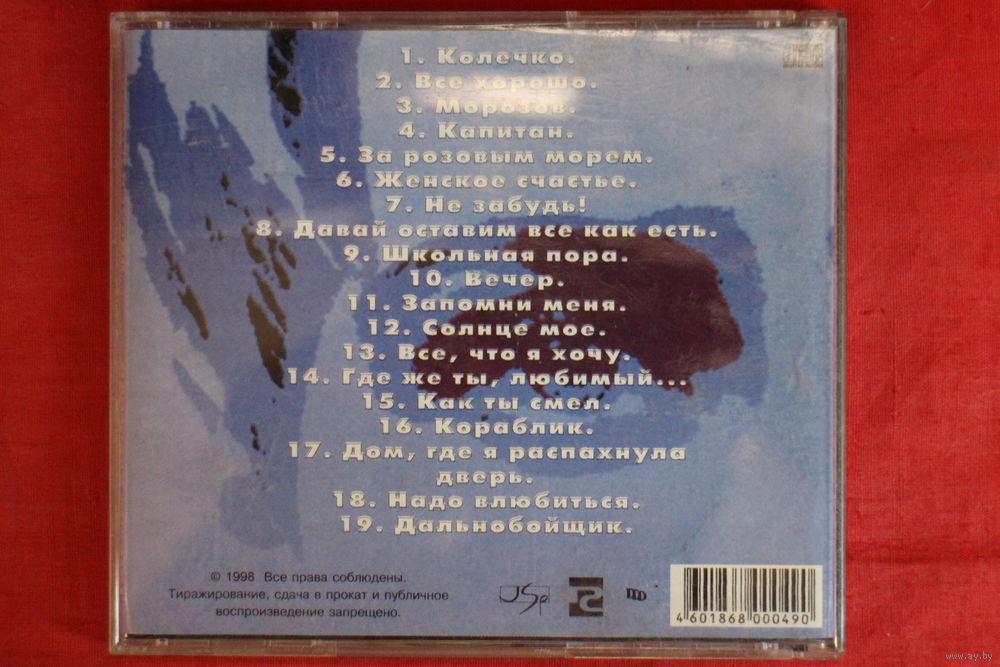 1. Колечко.
2. Все хорошо.
3. Морозов.
4. Капитан.
5. За розовым морем.
6. Женское счастье.
7. Не забудь!
8. Давай оставим все как есть.
9. Школьная пора.
10. Вечер.
11. Запомни меня.
12. Солнце мое.
13. Все, что я хочу.
14. Где же ты, любимый...
15. Как ты смел.
16. Кораблик.
17. Дом, где я распахнула
дверь.
18. Надо влюбиться.
19. Дальнобойщик.
© 1998 Все права соблюдены.
Тиражирование, сдача в прокат и публичное
воспроизведение запрещено.
JSP
4 601868 000490
www.ay.by